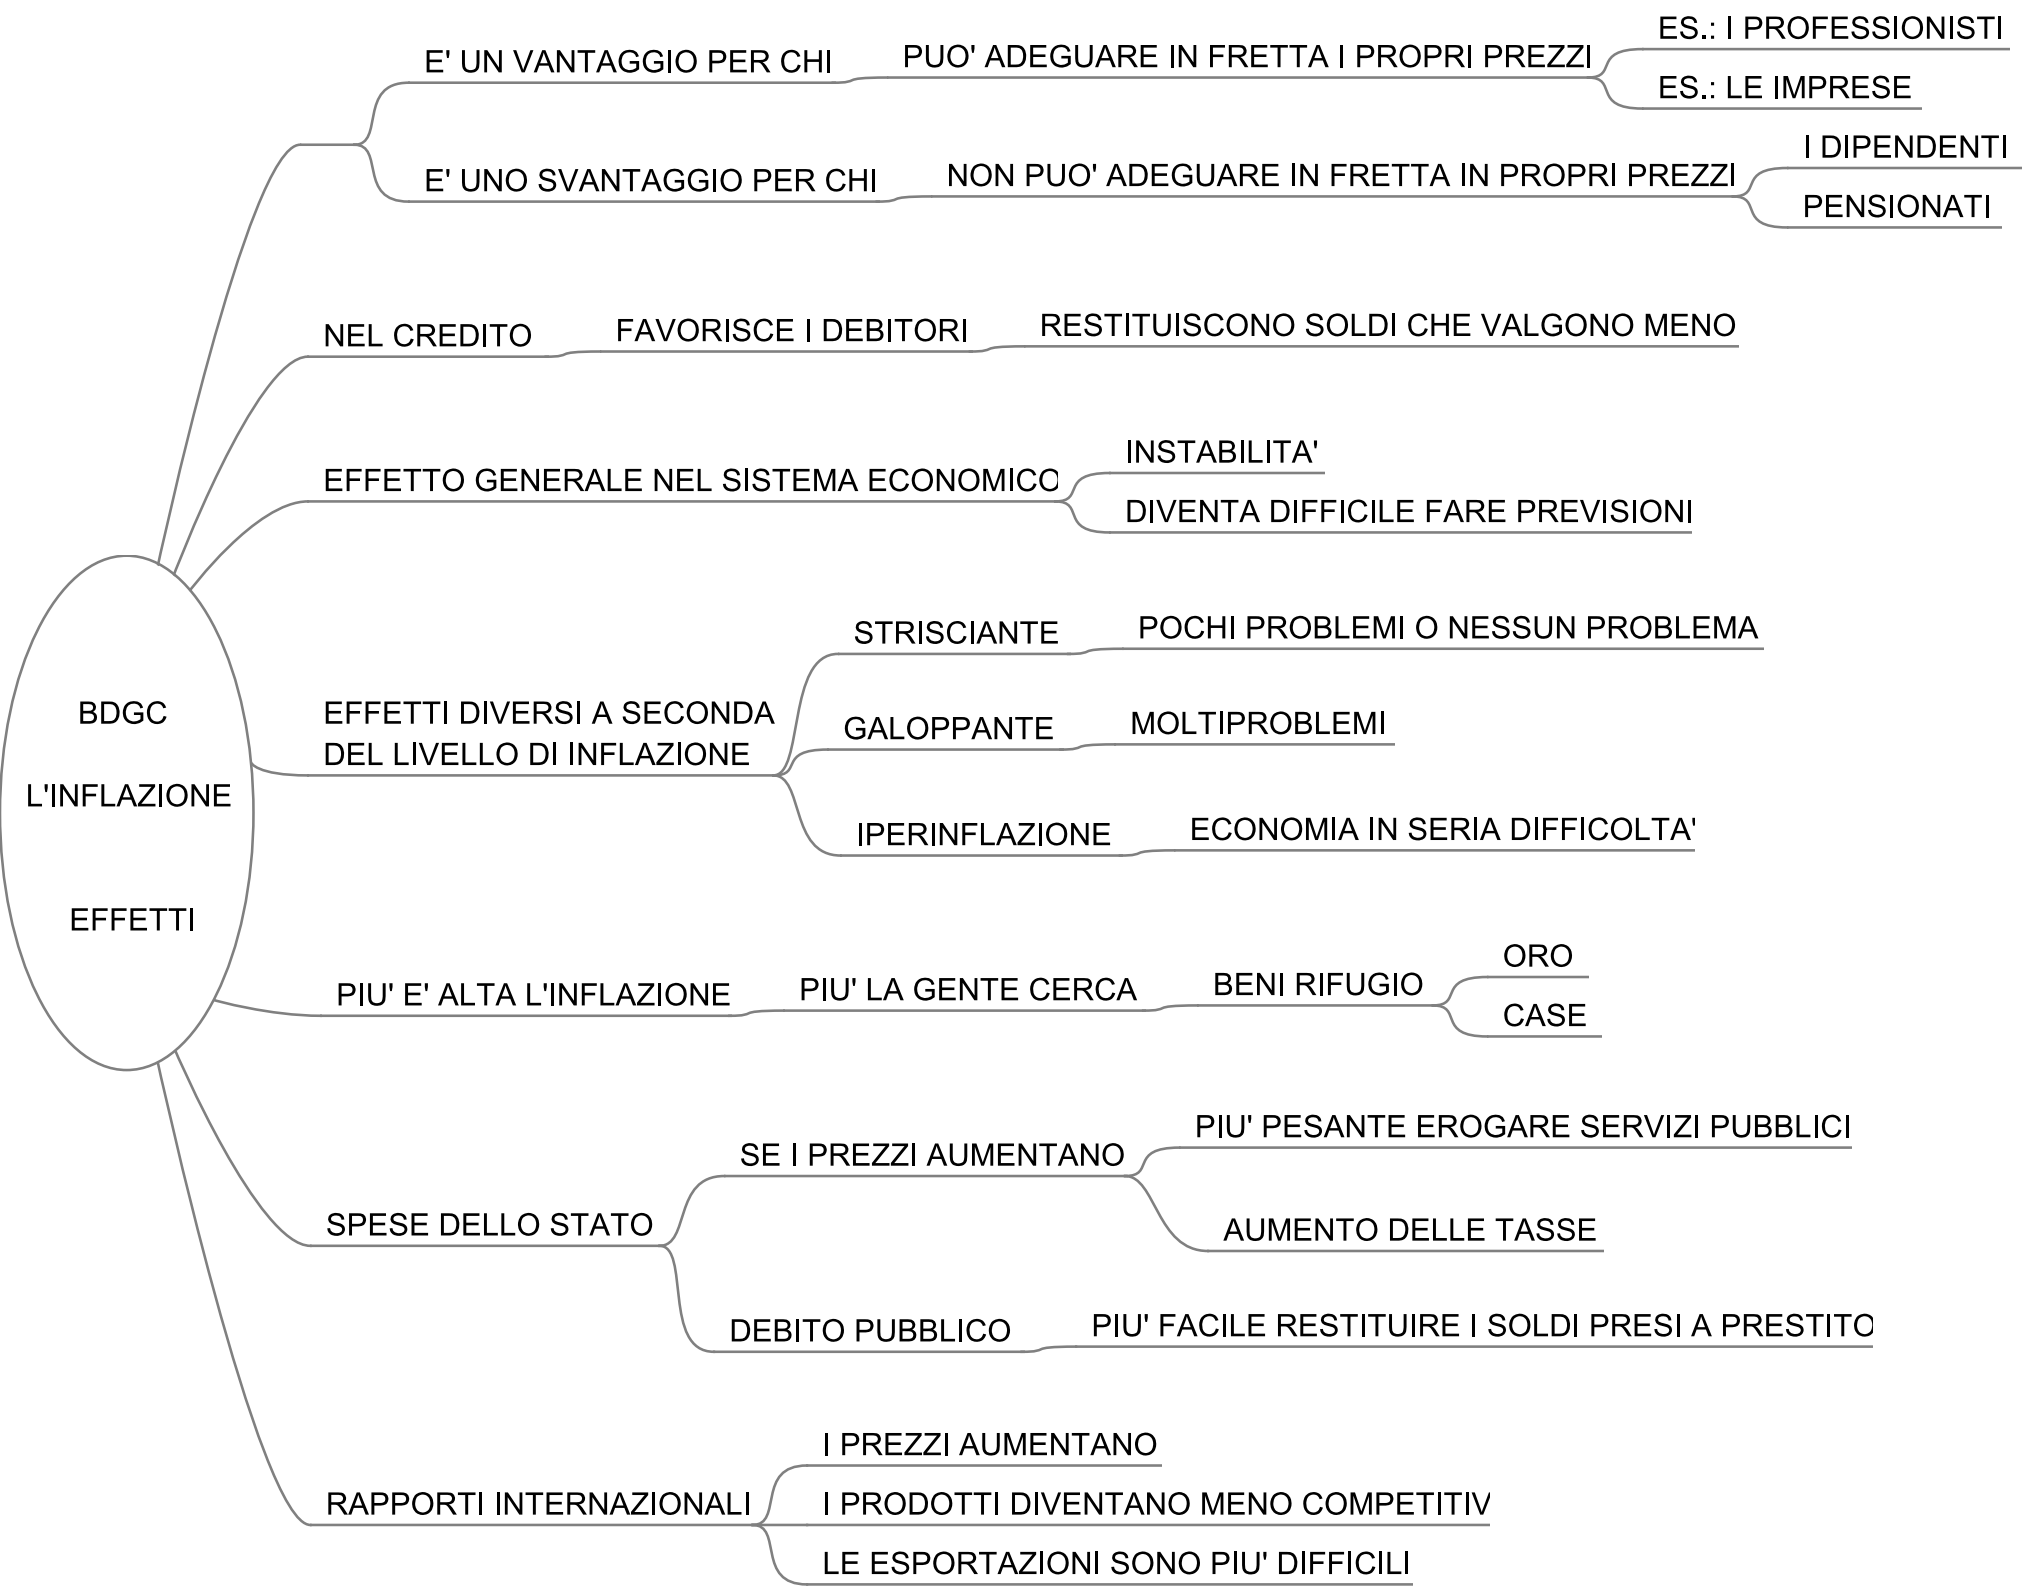 E' UN VANTAGGIO PER CHI
PUO' ADEGUARE IN FRETTA I PROPRI PREZZI
ES.: I PROFESSIONISTI
ES.: LE IMPRESE
E' UNO SVANTAGGIO PER CHI
NON PUO' ADEGUARE IN FRETTA IN PROPRI PREZZI
I DIPENDENTI
PENSIONATI
NEL CREDITO
FAVORISCE I DEBITORI
RESTITUISCONO SOLDI CHE VALGONO MENO
EFFETTO GENERALE NEL SISTEMA ECONOMICO
INSTABILITA'
DIVENTA DIFFICILE FARE PREVISIONI
BDGC
L'INFLAZIONE
EFFETTI
EFFETTI DIVERSI A SECONDA
DEL LIVELLO DI INFLAZIONE
STRISCIANTE
POCHI PROBLEMI O NESSUN PROBLEMA
GALOPPANTE
MOLTIPROBLEMI
IPERINFLAZIONE
ECONOMIA IN SERIA DIFFICOLTA'
PIU' E' ALTA L'INFLAZIONE
PIU' LA GENTE CERCA
BENI RIFUGIO
ORO
CASE
SPESE DELLO STATO
SE I PREZZI AUMENTANO
PIU' PESANTE EROGARE SERVIZI PUBBLICI
AUMENTO DELLE TASSE
DEBITO PUBBLICO
PIU' FACILE RESTITUIRE I SOLDI PRESI A PRESTITO
RAPPORTI INTERNAZIONALI
I PREZZI AUMENTANO
I PRODOTTI DIVENTANO MENO COMPETITIV
LE ESPORTAZIONI SONO PIU' DIFFICILI